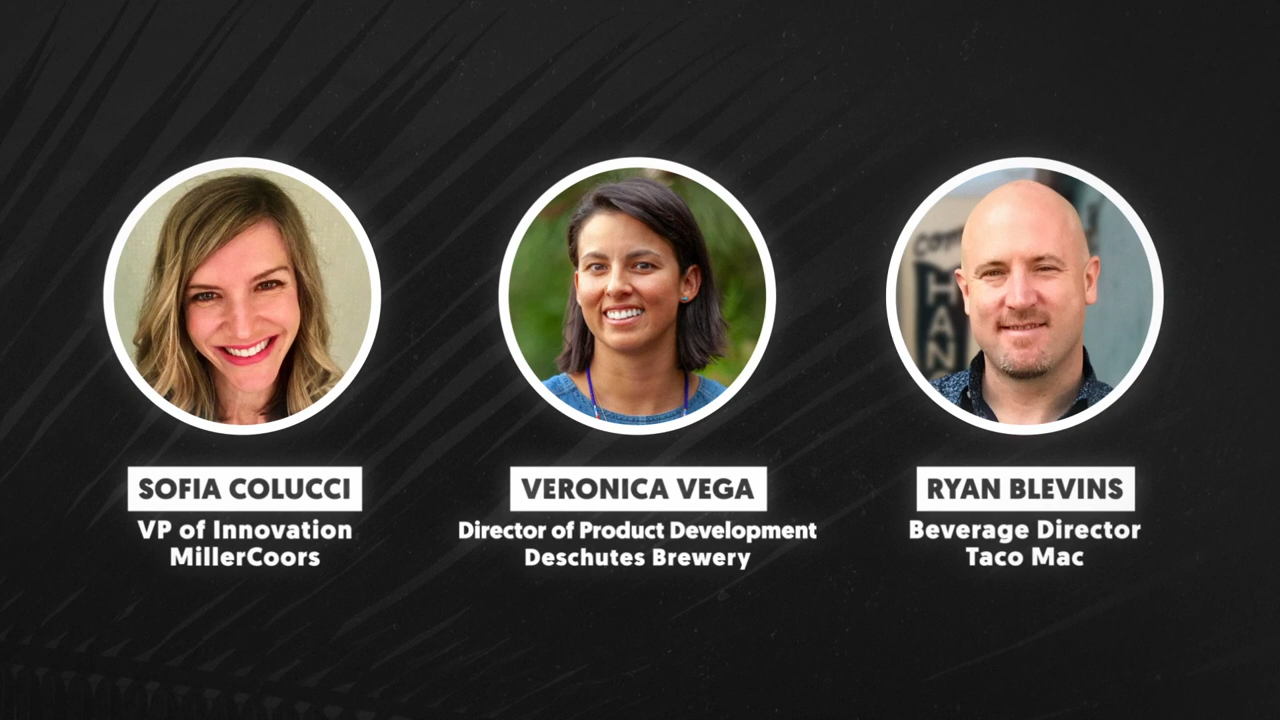 SOFIA COLUCCI
VP of Innovation
MillerCoors
VERONICA VEGA
Director of Product Development
Deschutes Brewery
RYAN BLEVINS
Beverage Director
Taco Mac